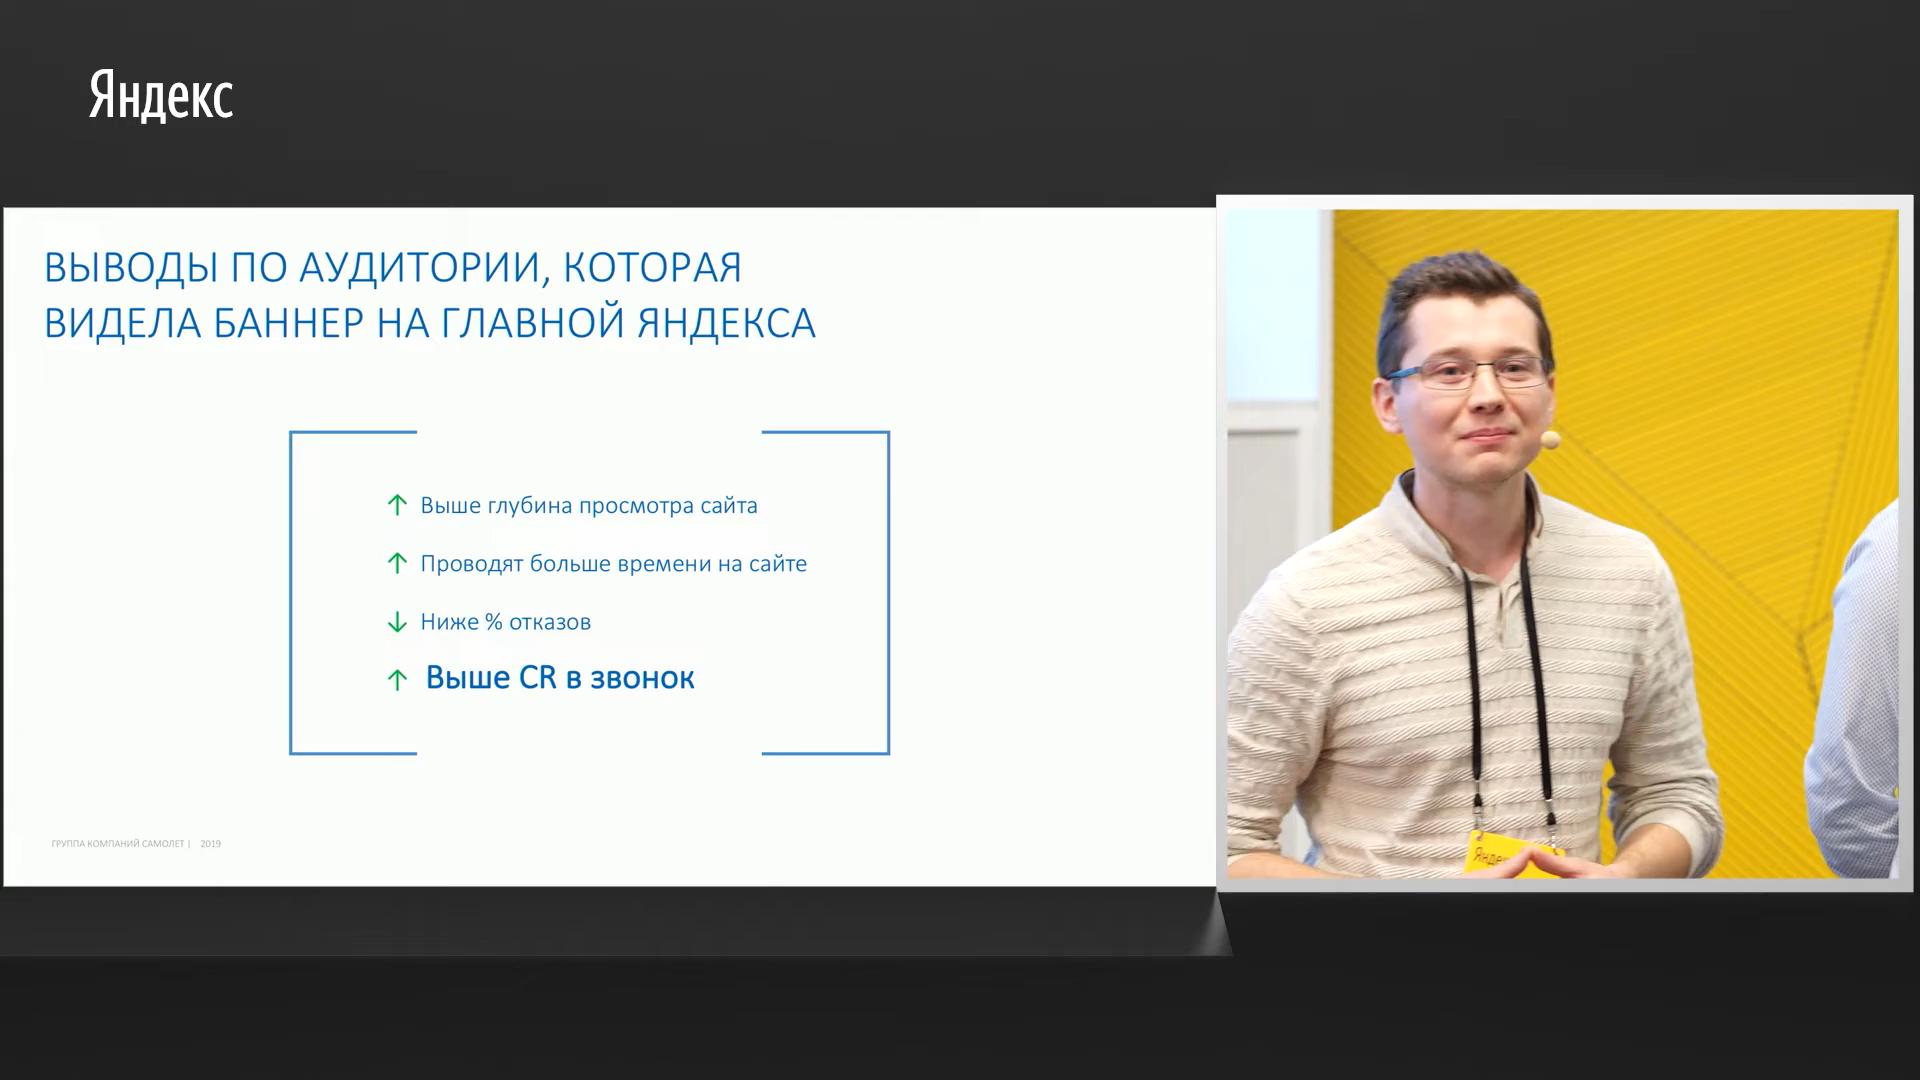 Яндекс
ВЫВОДЫ ПО АУДИТОРИИ, КОТОРАЯ
ВИДЕЛА БАННЕР НА ГЛАВНОЙ ЯНДЕКСА
↑ Выше глубина просмотра сайта
↑ Проводят больше времени на сайте
↓ Ниже % отказов
↑ Выше CR в звонок
ГРУППА КОМПАНИЙ САМОЛЕТ | 2019